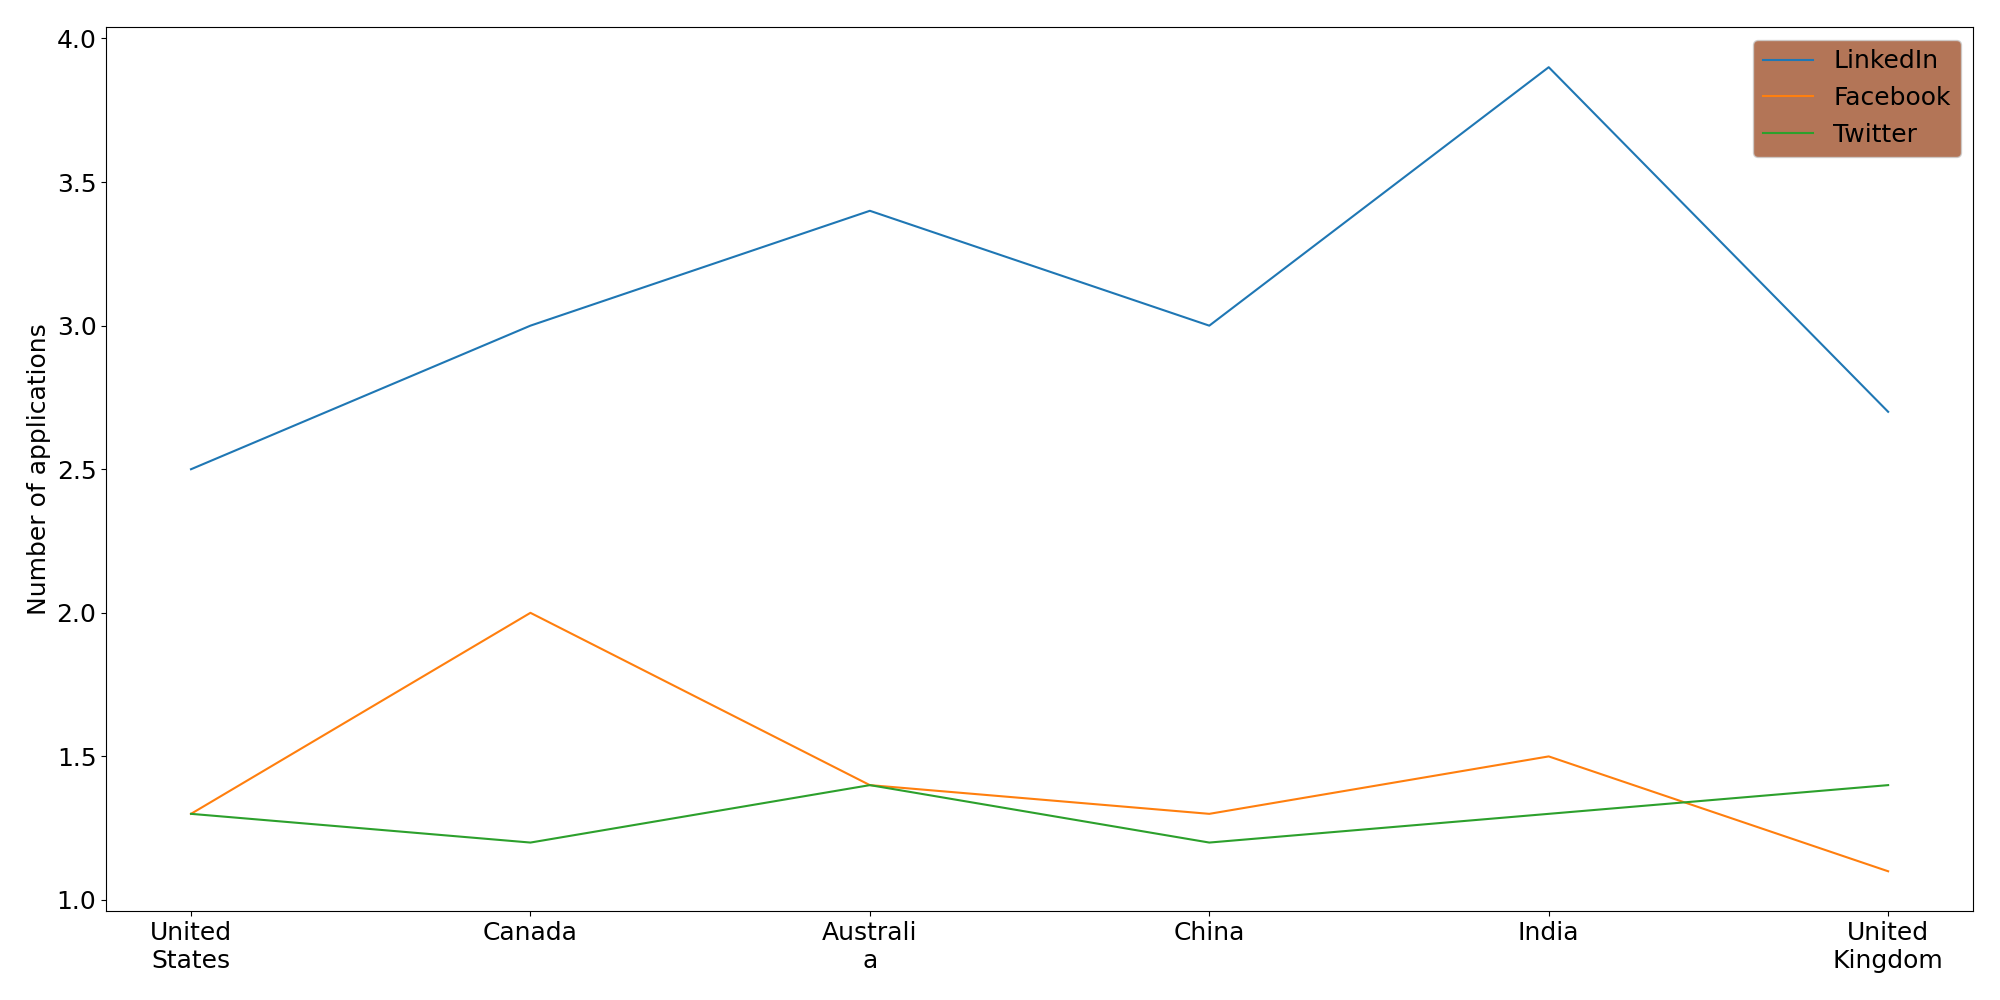 4.0
3.5
3.0
2.5
2.0
1.5
1.0
Number of applications
LinkedIn
Facebook
Twitter
United
States
Canada
Australi
a
China
India
United
Kingdom